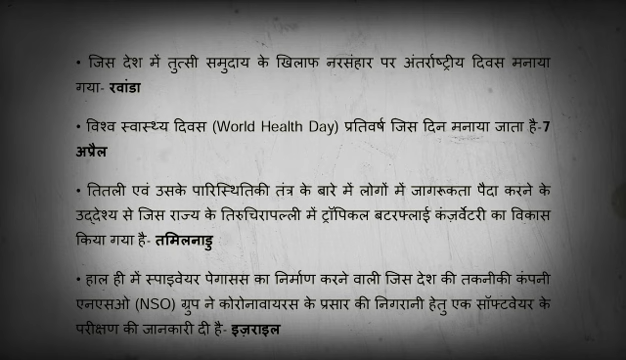 • जिस देश में तुत्सी समुदाय के खिलाफ नरसंहार पर अंतर्राष्ट्रीय दिवस मनाया
गया- रवांडा
• विश्व स्वास्थ्य दिवस (World Health Day) प्रतिवर्ष जिस दिन मनाया जाता है-7
अप्रैल
• तितली एवं उसके पारिस्थितिकी तंत्र के बारे में लोगों में जागरूकता पैदा करने के
उद्देश्य से जिस राज्य के तिरुचिरापल्ली में ट्रॉपिकल बटरफ्लाई कंज़र्वेटरी का विकास
किया गया है- तमिलनाडु
• हाल ही में स्पाइवेयर पेगासस का निर्माण करने वाली जिस देश की तकनीकी कंपनी
एनएसओ (NSO) ग्रुप ने कोरोनावायरस के प्रसार की निगरानी हेतु एक सॉफ्टवेयर के
परीक्षण की जानकारी दी है- इज़राइल